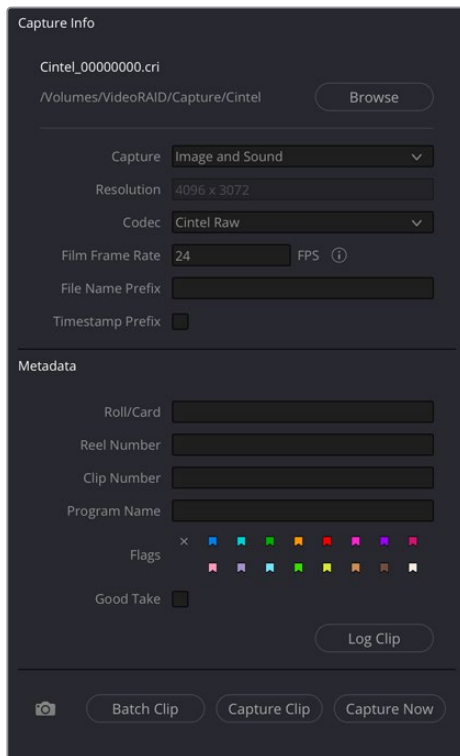 Capture Info
Cintel_00000000.cri
/Volumes/VideoRAID/Capture/Cintel
Browse
Capture Image and Sound
Resolution 4096 x 3072
Codec Cintel Raw
Film Frame Rate 24 FPS
File Name Prefix
Timestamp Prefix
Metadata
Roll/Card
Reel Number
Clip Number
Program Name
Flags
Good Take
Log Clip
Batch Clip Capture Clip Capture Now